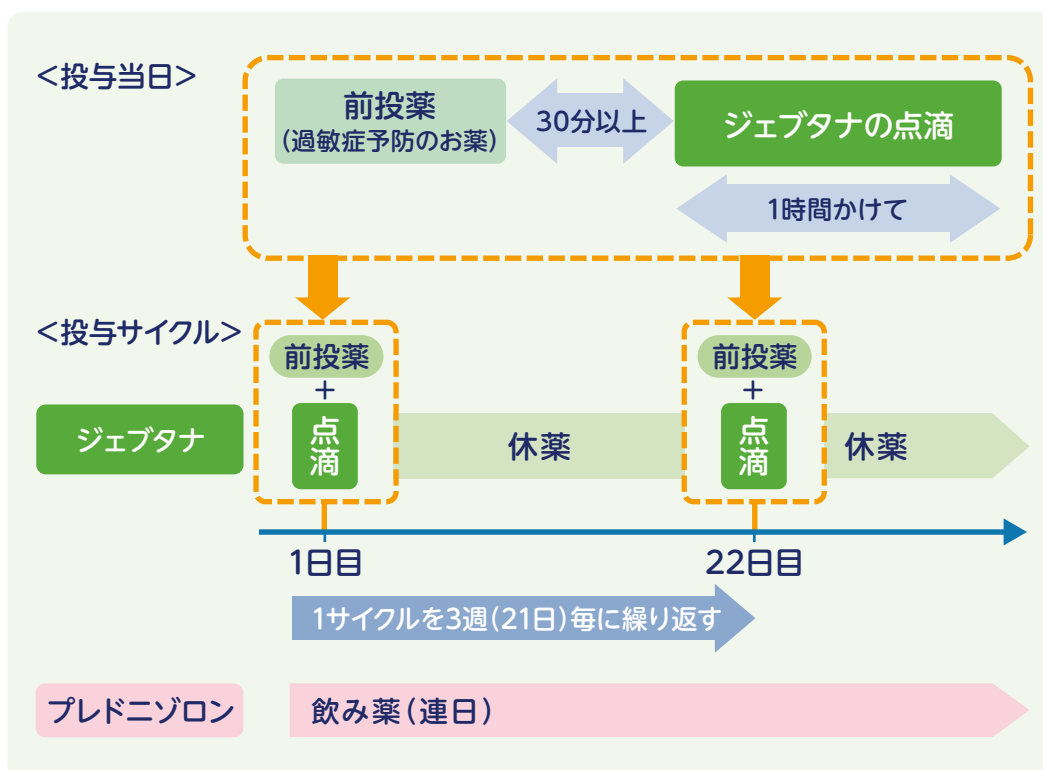 ＜投与当日＞
前投薬
(過敏症予防のお薬)
30分以上
ジェブタナの点滴
1時間かけて
＜投与サイクル＞
前投薬
+
点滴
前投薬
+
点滴
ジェブタナ
休薬
休薬
1日目
22日目
1サイクルを3週(21日)毎に繰り返す
プレドニゾロン
飲み薬(連日)